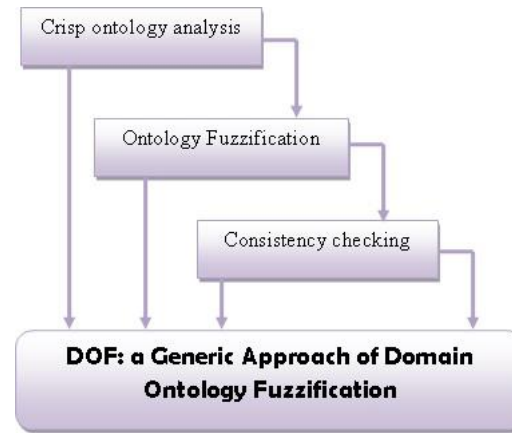 Crisp ontology analysis
Ontology Fuzzification
Consistency checking
DOF: a Generic Approach of Domain
Ontology Fuzzification